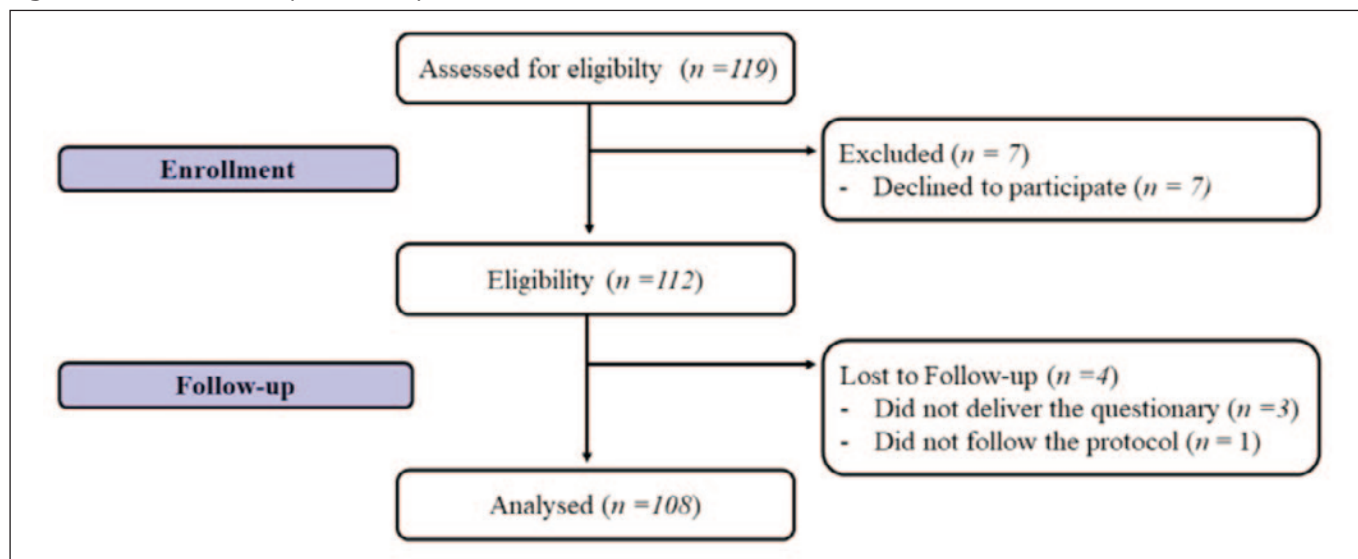 Assessed for eligibilty (n =119)
Enrollment
Excluded (n = 7)
- Declined to participate (n = 7)
Eligibility (n =112)
Follow-up
Lost to Follow-up (n =4)
- Did not deliver the questionary (n =3)
- Did not follow the protocol (n = 1)
Analysed (n =108)